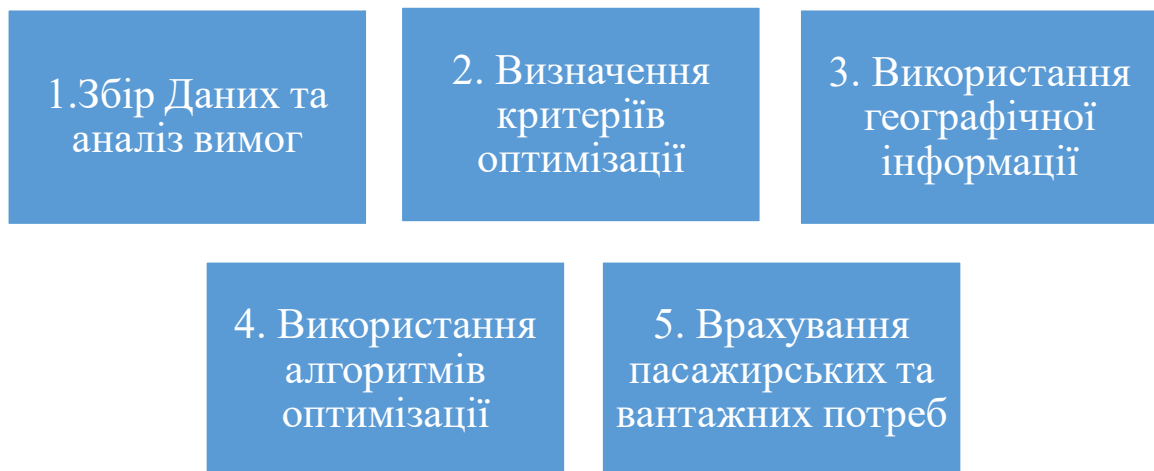 1.Збір Даних та
аналіз вимог
2. Визначення
критеріїв
оптимізації
3. Використання
географічної
інформації
4. Використання
алгоритмів
оптимізації
5. Врахування
пасажирських та
вантажних потреб